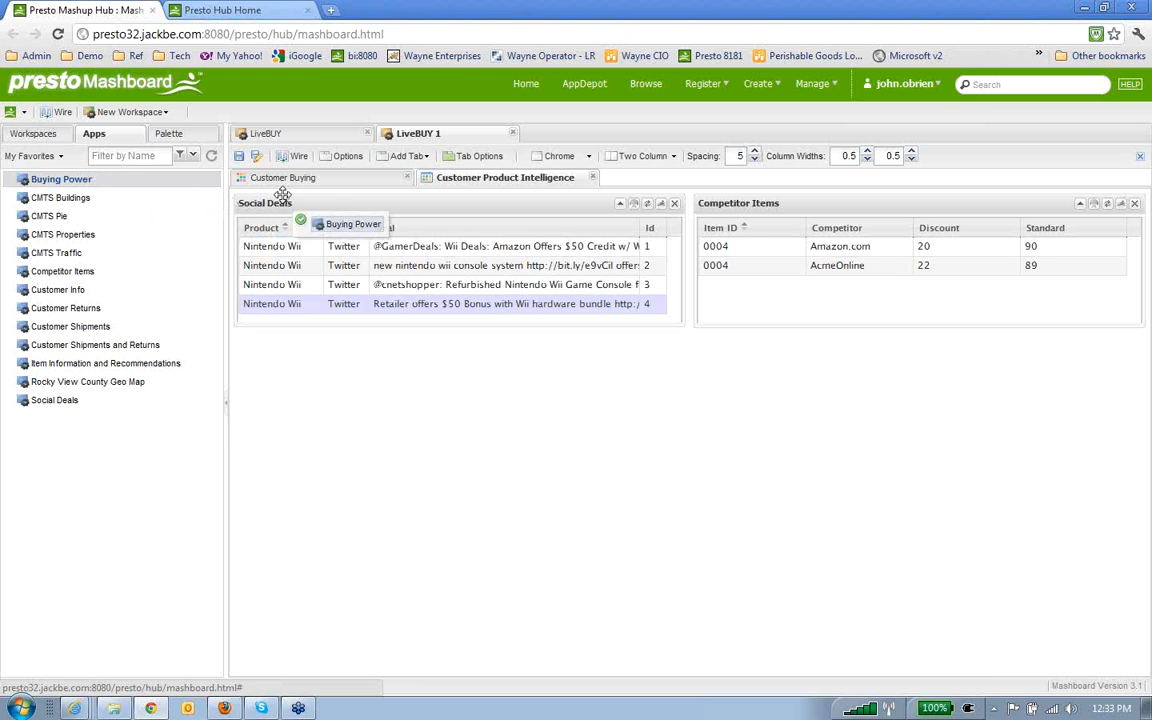 Presto Mashup Hub : Mash
Presto Hub Home
presto32.jackbe.com:8080/presto/hub/mashboard.html
Admin Demo Ref Tech My Yahoo! iGoogle biz8080 Wayne Enterprises Wayne Operator - LR Wayne CIO Presto 8181 Perishable Goods Lo... Microsoft v2 » Other bookmarks
presto Mashboard
Home AppDepot Browse Register Create Manage john.obrien Search HELP
Wire New Workspace
Workspaces Apps Palette LiveBUY LiveBUY 1
My Favorites Filter by Name Wire Options Add Tab Tab Options Chrome Two Column Spacing: 5 Column Widths: 0.5 0.5
Customer Buying Customer Product Intelligence
Buying Power
CMTS Buildings
CMTS Pie
CMTS Properties
CMTS Traffic
Competitor Items
Customer Info
Customer Returns
Customer Shipments
Customer Shipments and Returns
Item Information and Recommendations
Rocky View County Geo Map
Social Deals
Social Deals
Buying Power
Product Id
Nintendo Wii Twitter @GamerDeals: Wii Deals: Amazon Offers $50 Credit w/ W 1
Nintendo Wii Twitter new nintendo wii console system http://bit.ly/e9vCil offers 2
Nintendo Wii Twitter @cnetshopper: Refurbished Nintendo Wii Game Console f 3
Nintendo Wii Twitter Retailer offers $50 Bonus with Wii hardware bundle http:/ 4
Competitor Items
Item ID Competitor Discount Standard
0004 Amazon.com 20 90
0004 AcmeOnline 22 89
presto32.jackbe.com:8080/presto/hub/mashboard.html#
Mashboard Version 3.1
100% 12:33 PM